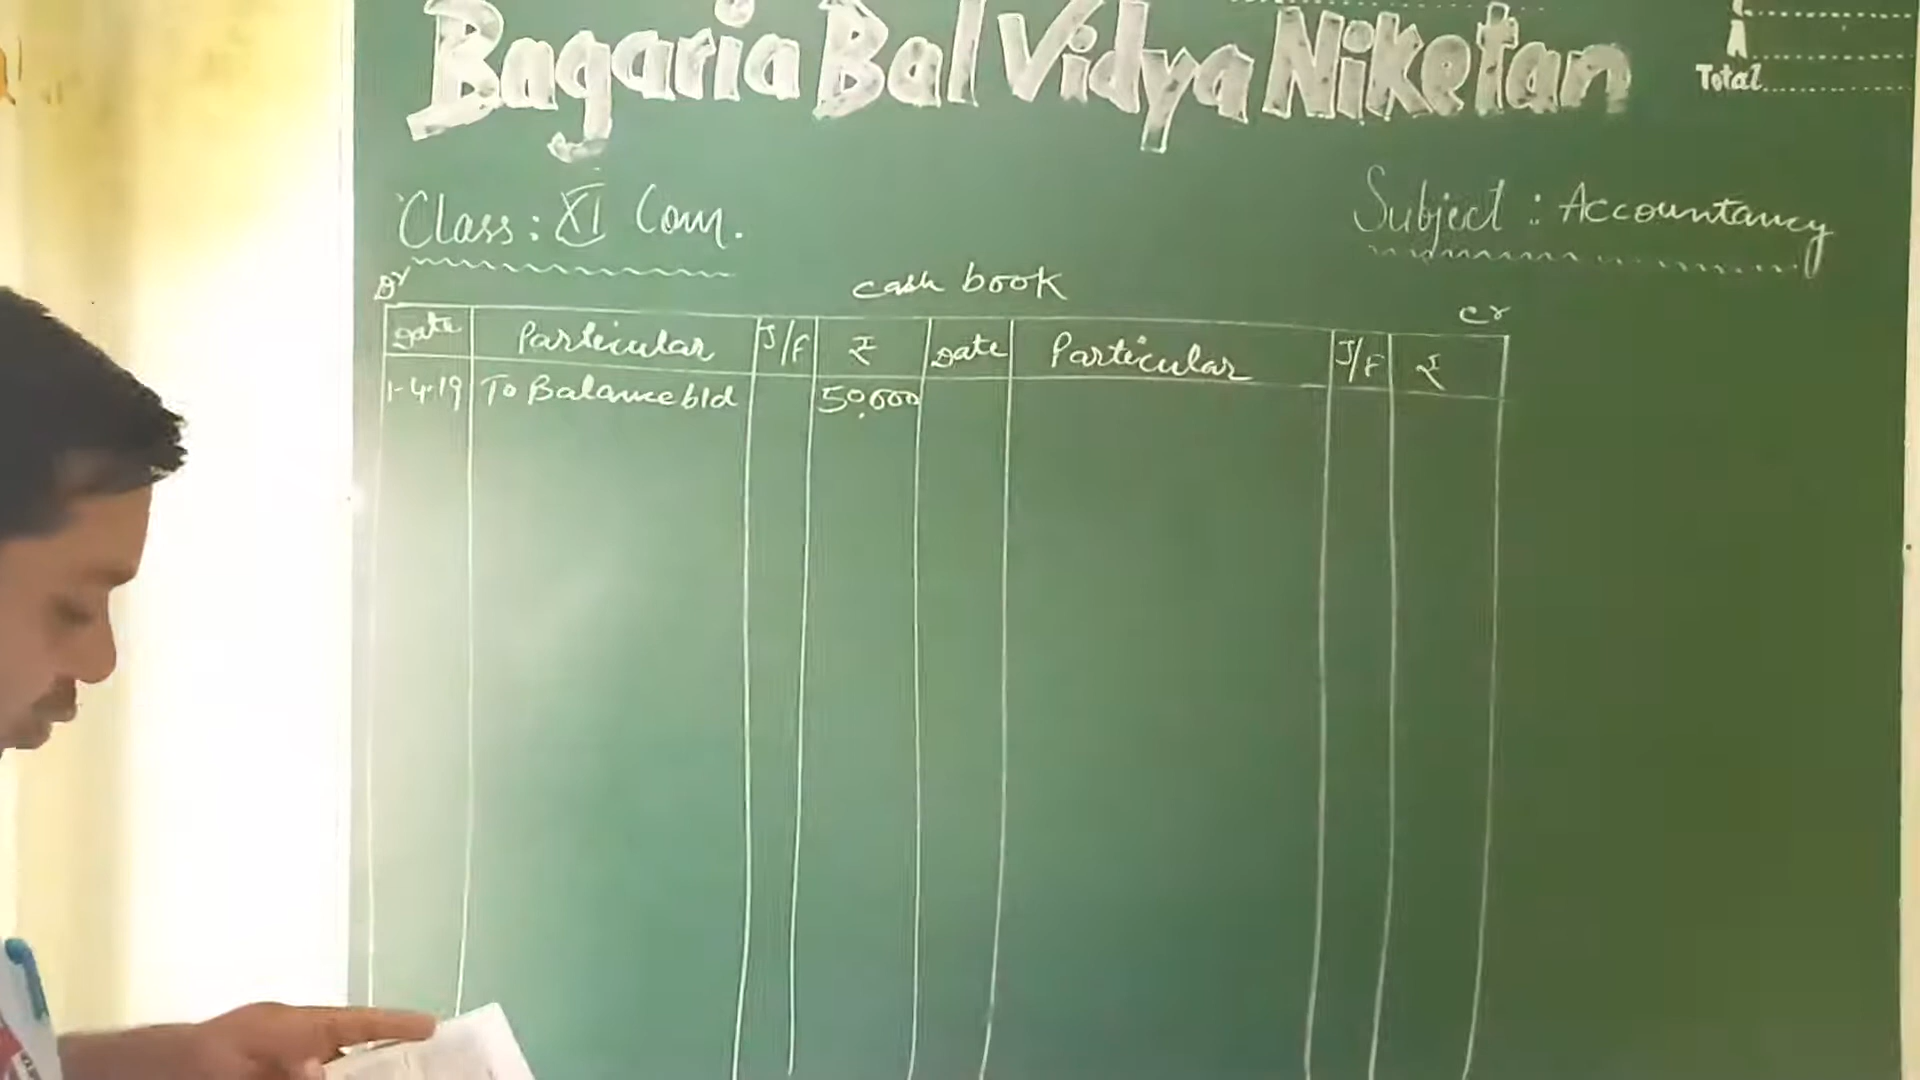 Bagaria Bal Vidya Niketan
A
Total
Class: XI Com.
Subject: Accountancy
Dr
cash book
Cr
Date Particular J/F ₹ Date Particular J/F ₹
1-4-19 To Balance b/d 50,000